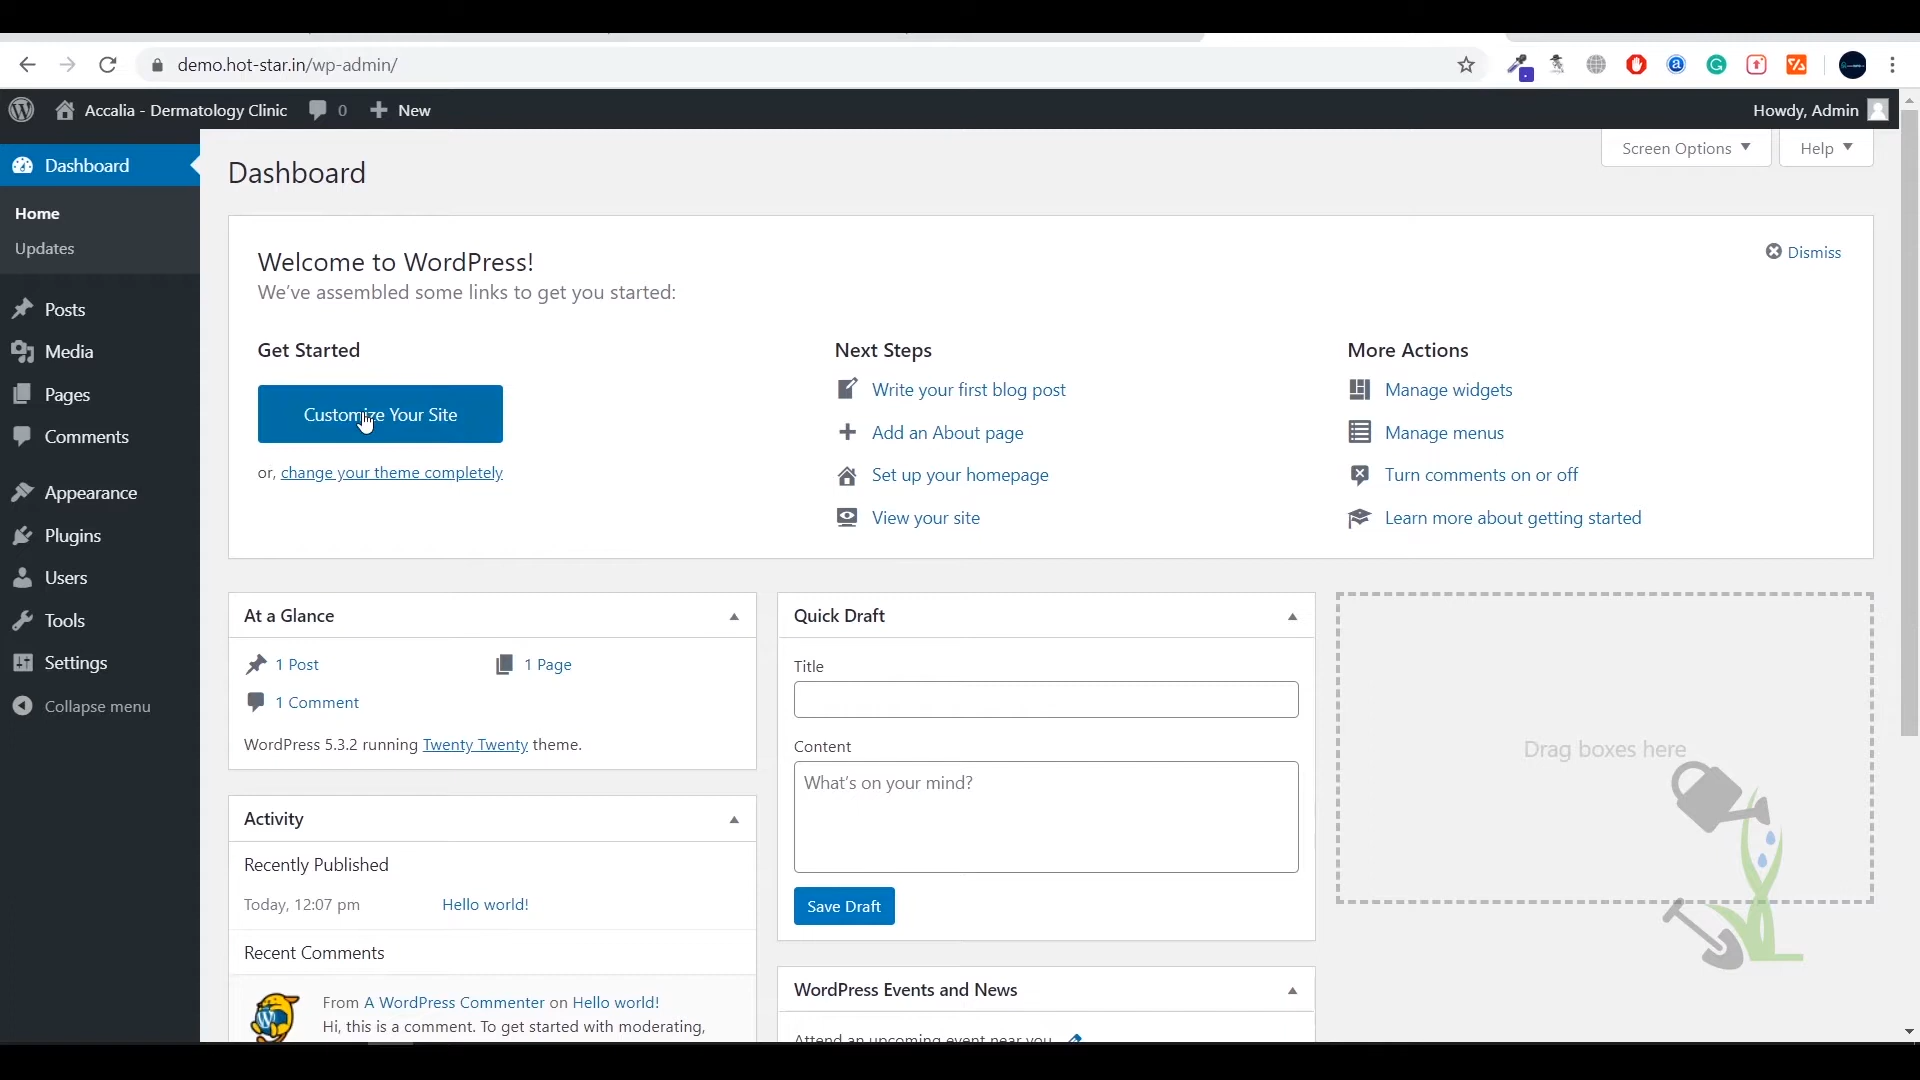 demo.hot-star.in/wp-admin/
Accalia - Dermatology Clinic 0 New
Howdy, Admin
Dashboard
Home
Updates
Posts
Media
Pages
Comments
Appearance
Plugins
Users
Tools
Settings
Collapse menu
Screen Options
Help
Dashboard
Welcome to WordPress!
We've assembled some links to get you started:
Dismiss
Get Started
Customize Your Site
or, change your theme completely
Next Steps
Write your first blog post
Add an About page
Set up your homepage
View your site
More Actions
Manage widgets
Manage menus
Turn comments on or off
Learn more about getting started
At a Glance
1 Post
1 Page
1 Comment
WordPress 5.3.2 running Twenty Twenty theme.
Activity
Recently Published
Today, 12:07 pm Hello world!
Recent Comments
From A WordPress Commenter on Hello world!
Hi, this is a comment. To get started with moderating,
Quick Draft
Title
Content
What's on your mind?
Save Draft
WordPress Events and News
Attend an upcoming event near you.
Drag boxes here